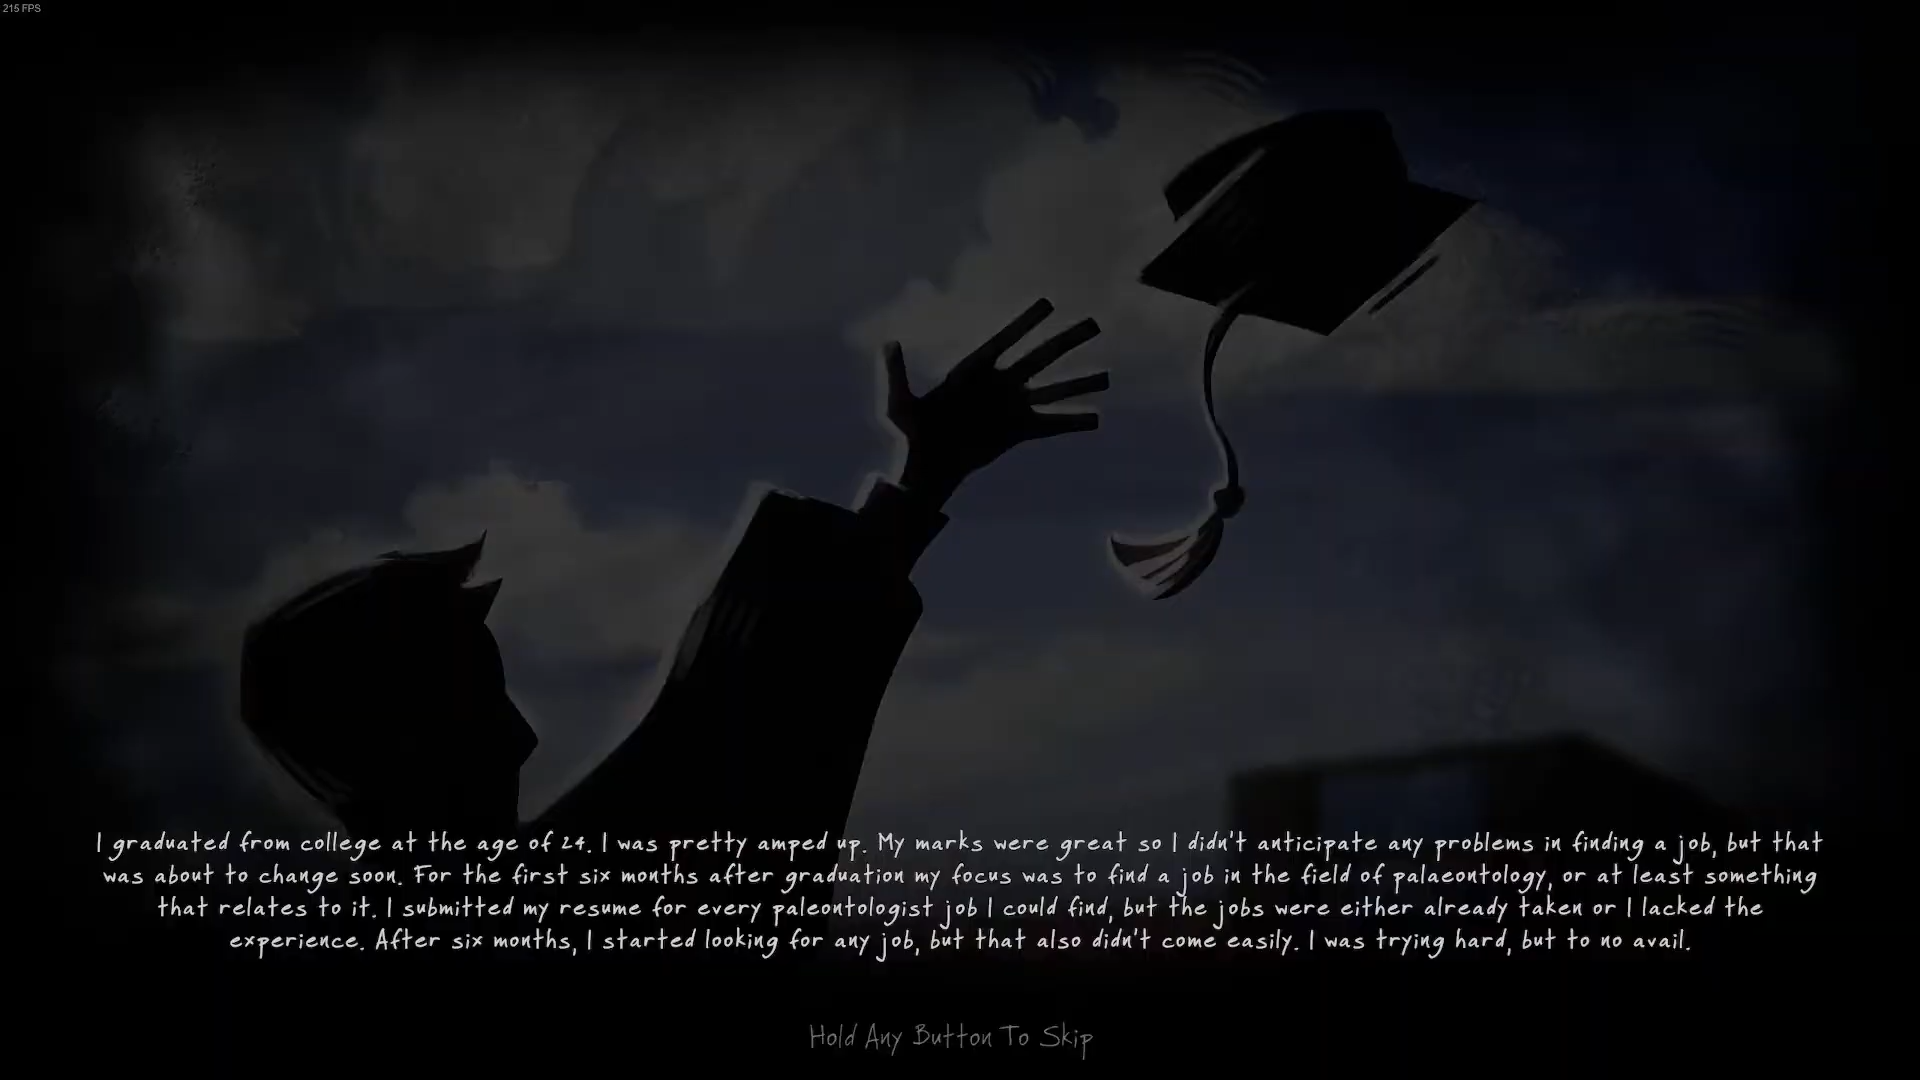 215 FPS
I graduated from college at the age of 24. I was pretty amped up. My marks were great so I didn't anticipate any problems in finding a job, but that
was about to change soon. For the first six months after graduation my focus was to find a job in the field of palaeontology, or at least something
that relates to it. I submitted my resume for every paleontologist job I could find, but the jobs were either already taken or I lacked the
experience. After six months, I started looking for any job, but that also didn't come easily. I was trying hard, but to no avail.
Hold Any Button To Skip